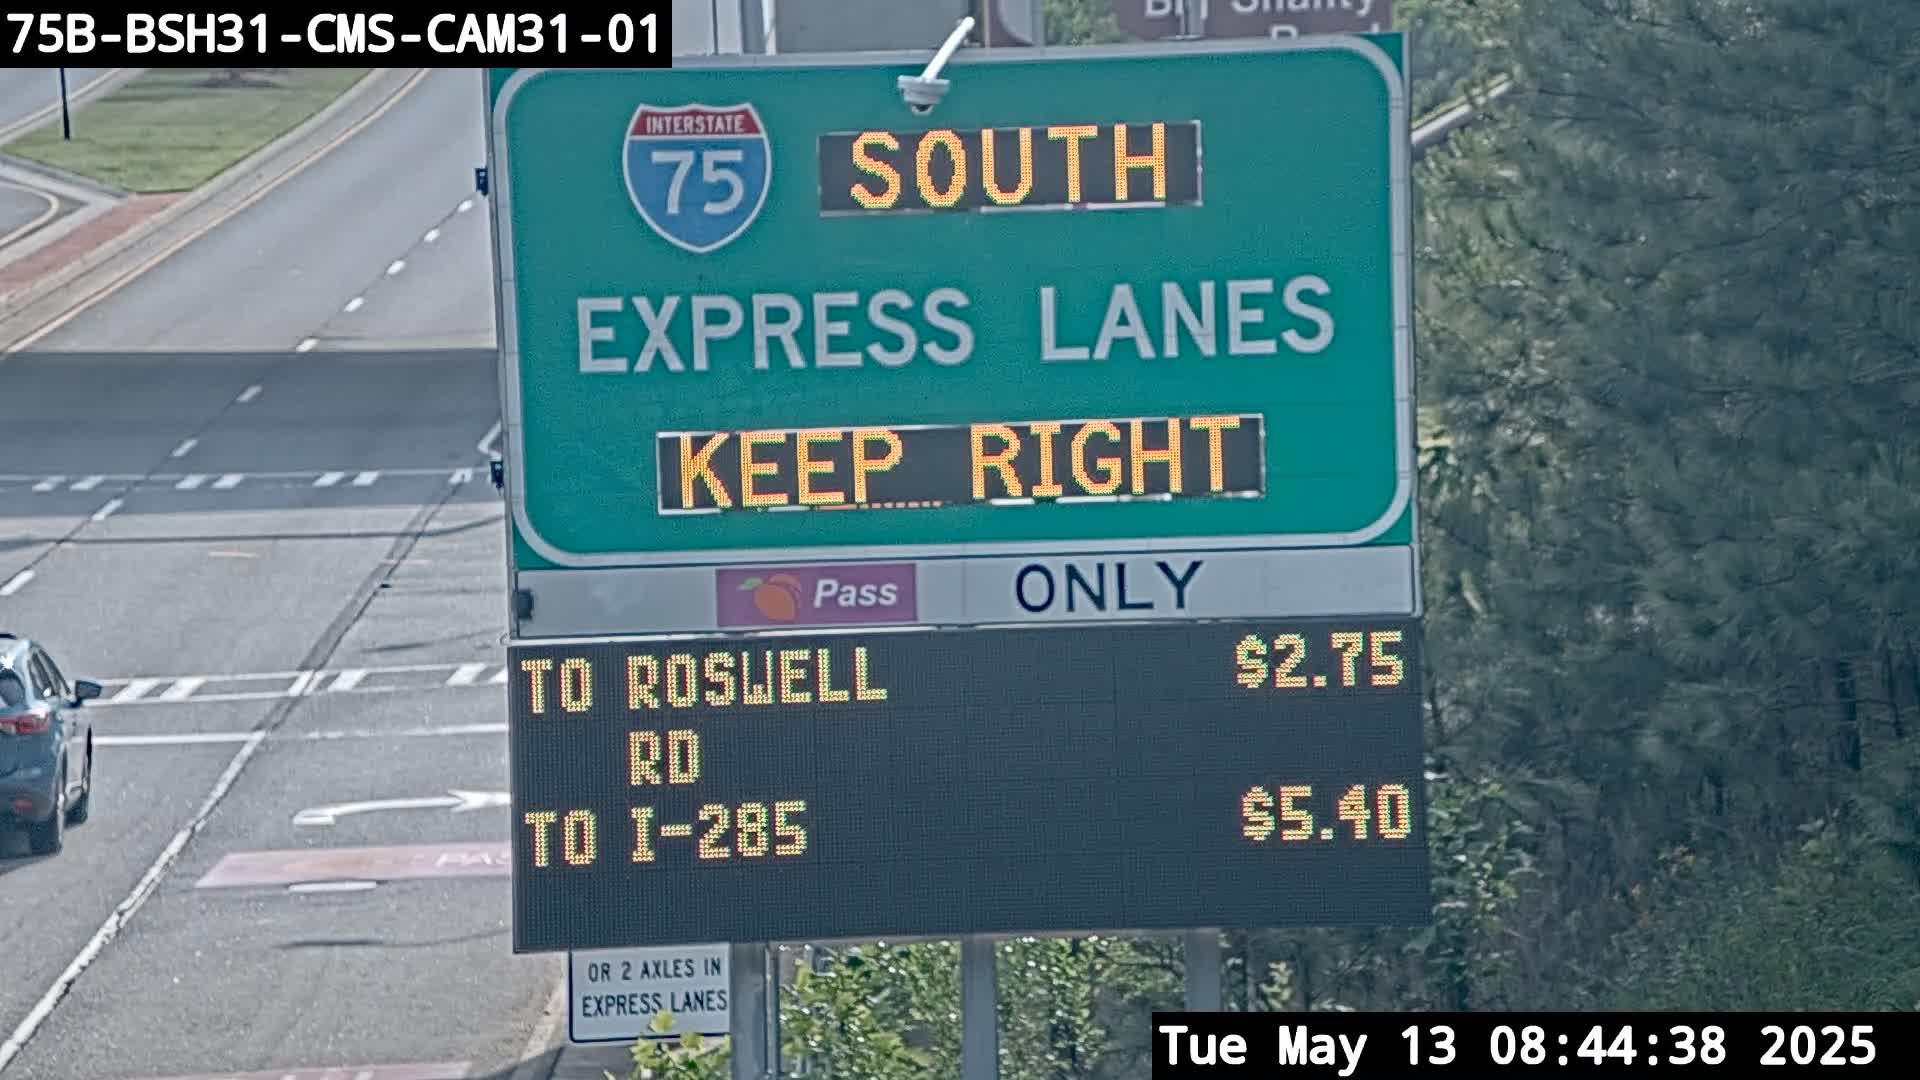 75B-BSH31-CMS-CAM31-01
INTERSTATE
75
SOUTH
EXPRESS LANES
KEEP RIGHT
Pass ONLY
TO ROSWELL $2.75
RD
TO I-285 $5.40
OR 2 AXLES IN
EXPRESS LANES
Tue May 13 08:44:38 2025